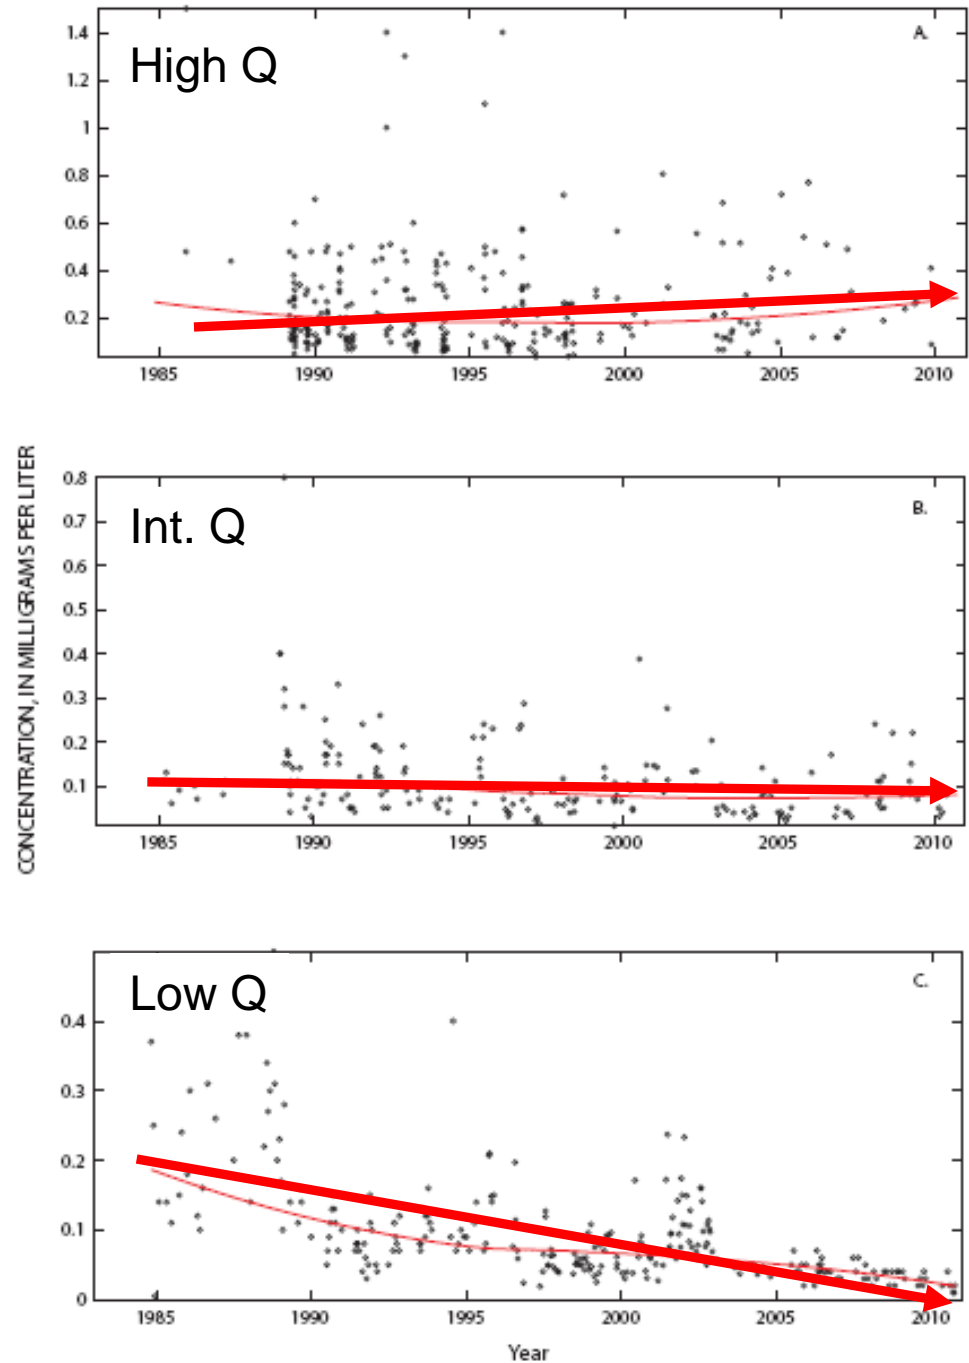 High Q
A.
1.4
1.2
1
0.8
0.6
0.4
0.2
1985 1990 1995 2000 2005 2010
CONCENTRATION, IN MILLIGRAMS PER LITER
Int. Q
B.
0.8
0.7
0.6
0.5
0.4
0.3
0.2
0.1
1985 1990 1995 2000 2005 2010
Low Q
C.
0.4
0.3
0.2
0.1
0
1985 1990 1995 2000 2005 2010
Year